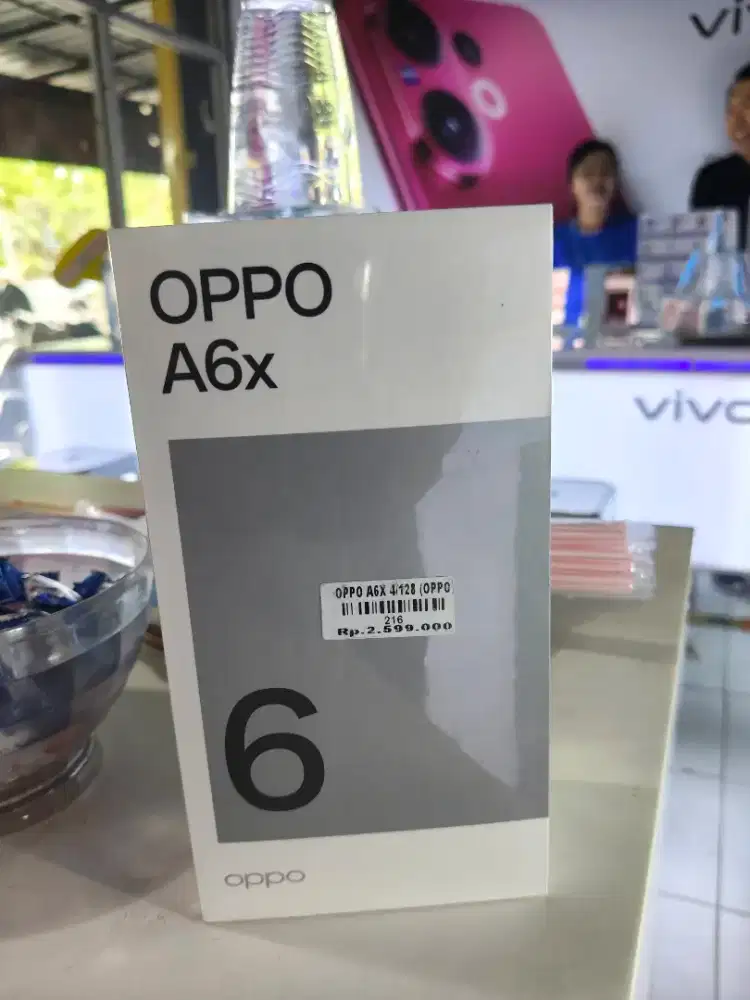 OPPO
A6x
OPPO A6X 4/128 (OPPO
216
Rp.2.599.000
6
oppo
vivo